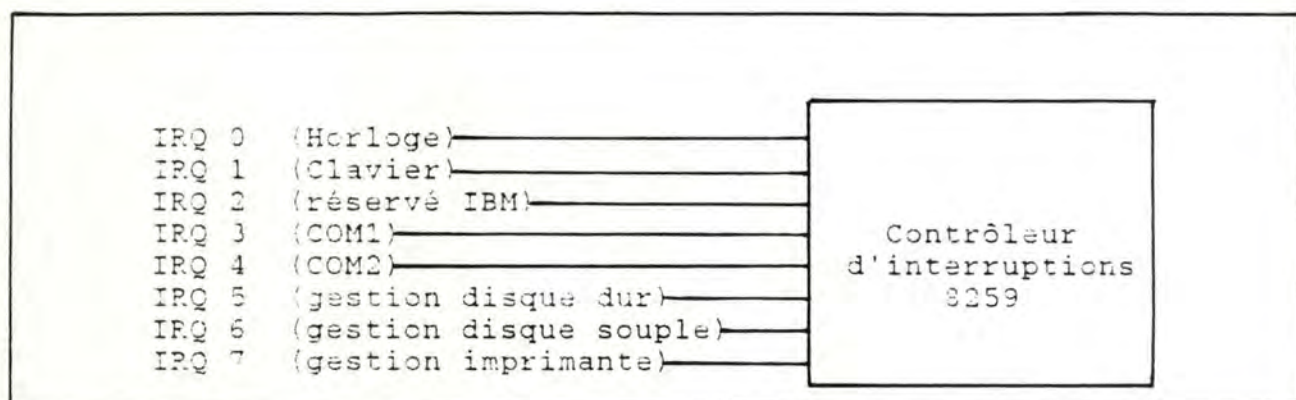 IRQ 0 (Horloge)
IRQ 1 (Clavier)
IRQ 2 (réservé IBM)
IRQ 3 (COM1)
IRQ 4 (COM2)
IRQ 5 (gestion disque dur)
IRQ 6 (gestion disque souple)
IRQ 7 (gestion imprimante)
Contrôleur
d'interruptions
8259